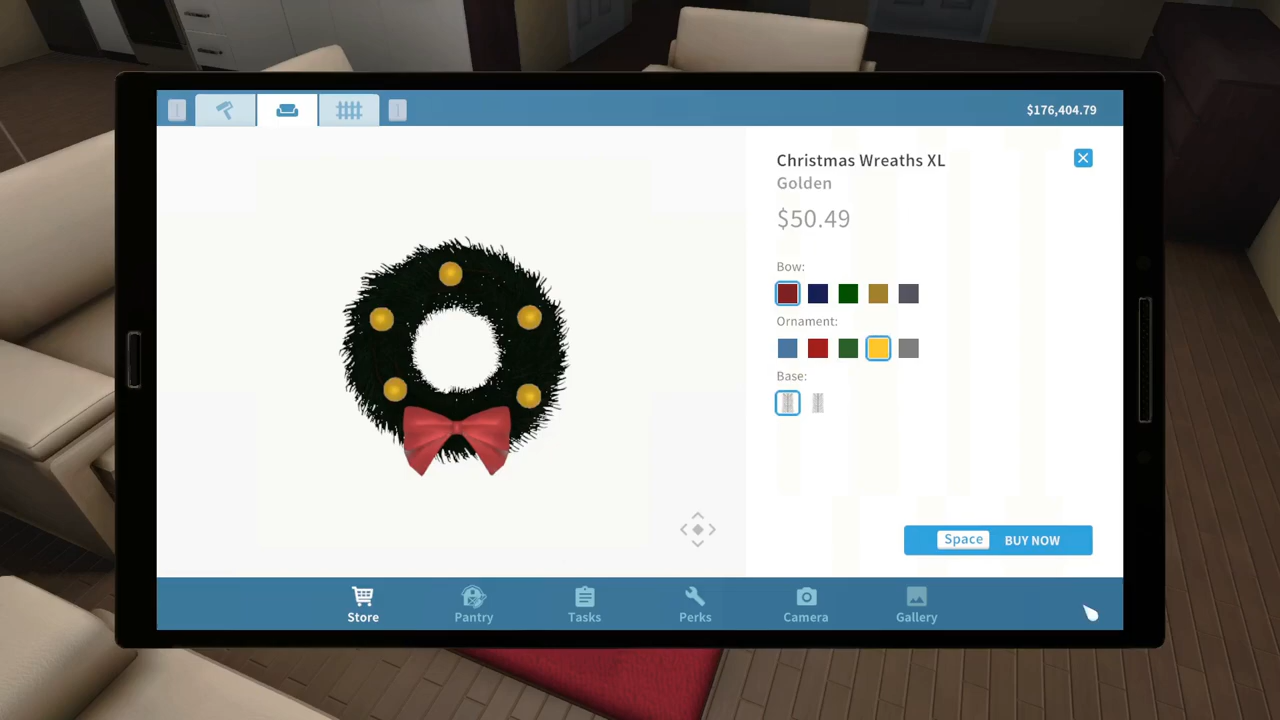 $176,404.79
Christmas Wreaths XL
Golden
$50.49
Bow:
Ornament:
Base:
Space BUY NOW
Store Pantry Tasks Perks Camera Gallery